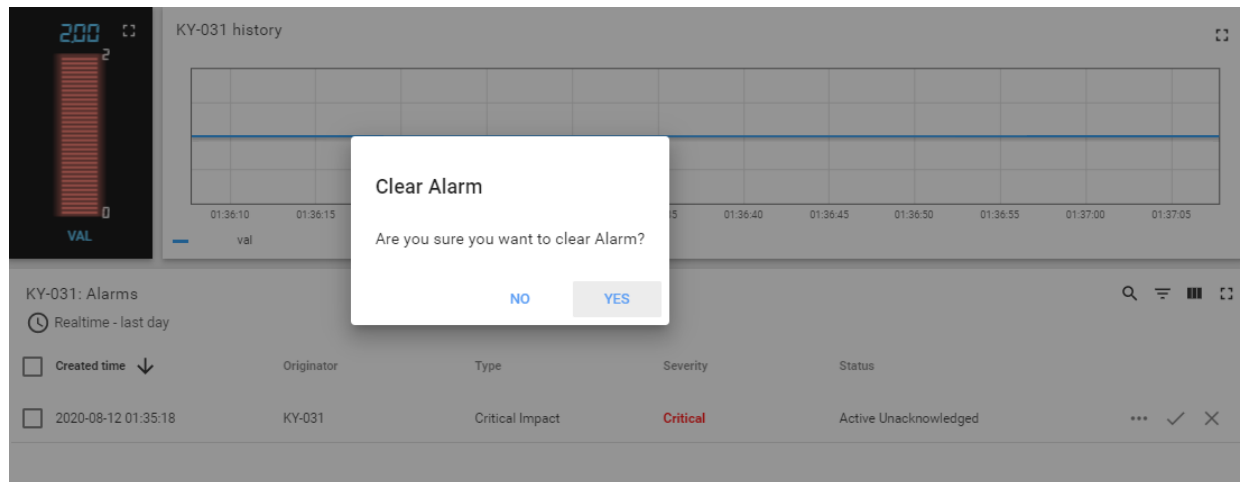 2,00
2
0
VAL
KY-031 history
01:36:10 01:36:15 01:36:40 01:36:45 01:36:50 01:36:55 01:37:00 01:37:05
val
Clear Alarm
Are you sure you want to clear Alarm?
NO YES
KY-031: Alarms
Realtime - last day
Created time Originator Type Severity Status
2020-08-12 01:35:18 KY-031 Critical Impact Critical Active Unacknowledged